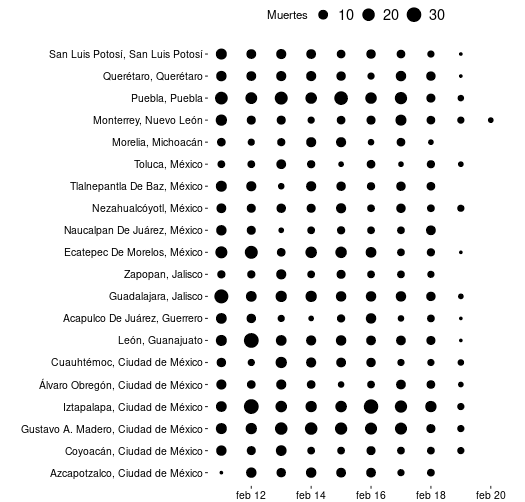 Muertes 10 20 30
San Luis Potosí, San Luis Potosí
Querétaro, Querétaro
Puebla, Puebla
Monterrey, Nuevo León
Morelia, Michoacán
Toluca, México
Tlalnepantla De Baz, México
Nezahualcóyotl, México
Naucalpan De Juárez, México
Ecatepec De Morelos, México
Zapopan, Jalisco
Guadalajara, Jalisco
Acapulco De Juárez, Guerrero
León, Guanajuato
Cuauhtémoc, Ciudad de México
Álvaro Obregón, Ciudad de México
Iztapalapa, Ciudad de México
Gustavo A. Madero, Ciudad de México
Coyoacán, Ciudad de México
Azcapotzalco, Ciudad de México
feb 12 feb 14 feb 16 feb 18 feb 20